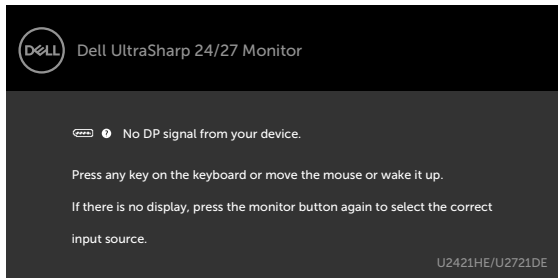 DELL
Dell UltraSharp 24/27 Monitor
No DP signal from your device.
Press any key on the keyboard or move the mouse or wake it up.
If there is no display, press the monitor button again to select the correct
input source.
U2421HE/U2721DE